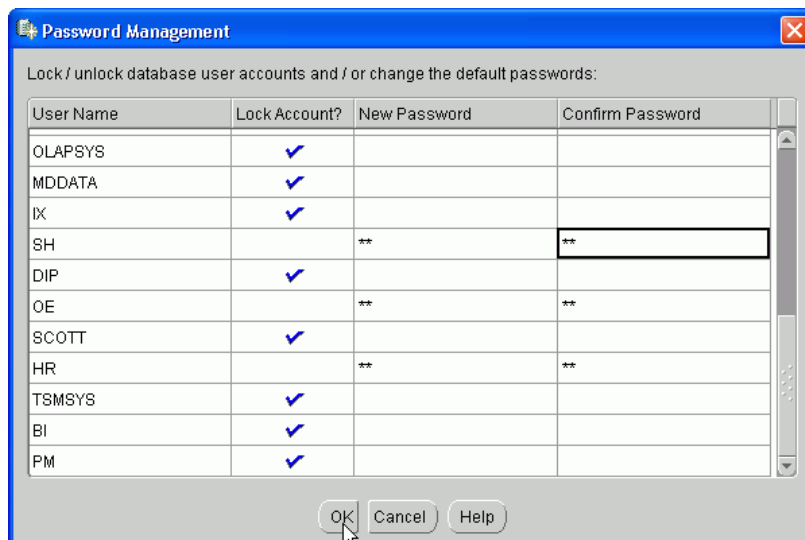 Password Management
Lock / unlock database user accounts and / or change the default passwords:
User Name Lock Account? New Password Confirm Password
OLAPSYS
MDDATA
IX
SH ** **
DIP
OE ** **
SCOTT
HR ** **
TSMSYS
BI
PM
OK Cancel Help